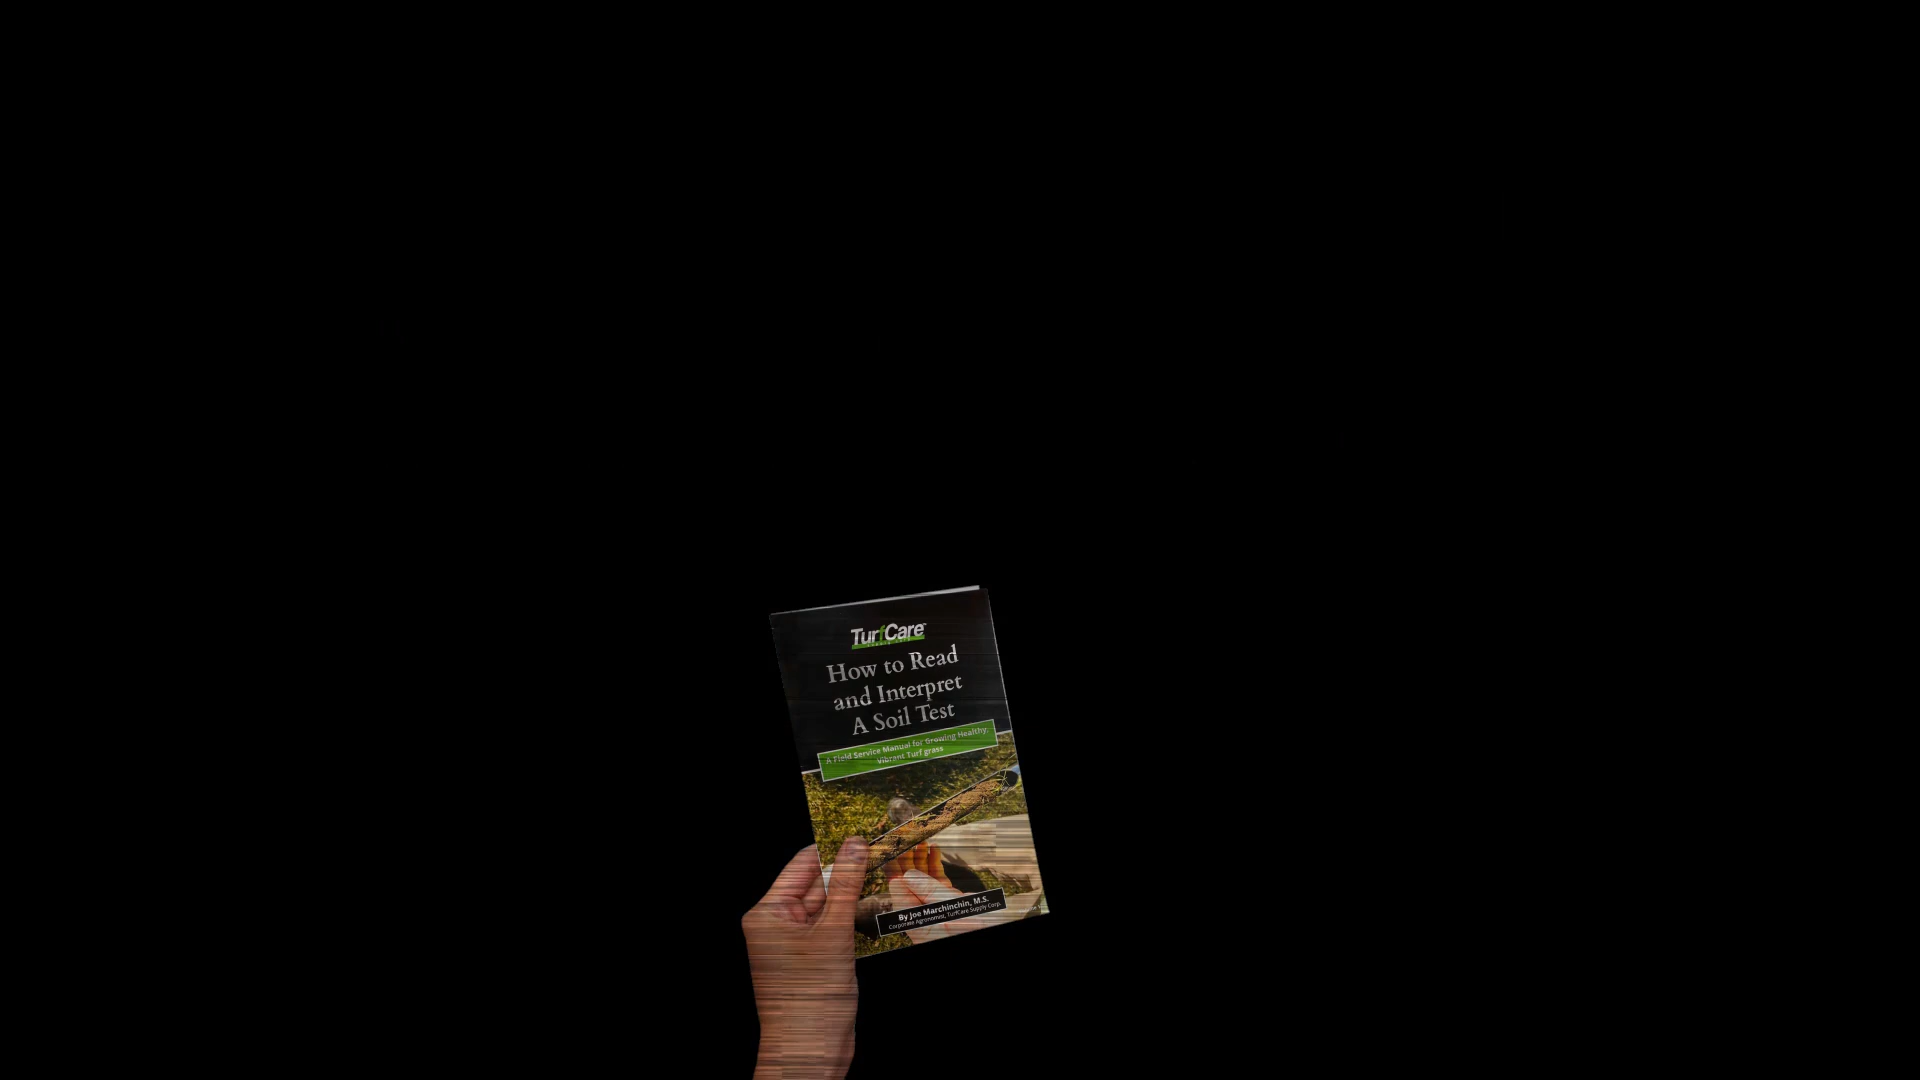 TurfCare
How to Read
and Interpret
A Soil Test
A Field Service Manual for Growing Healthy,
Vibrant Turf grass
By Joe Marchinchin, M.S.
Corporate Agronomist, TurfCare Supply Corp.